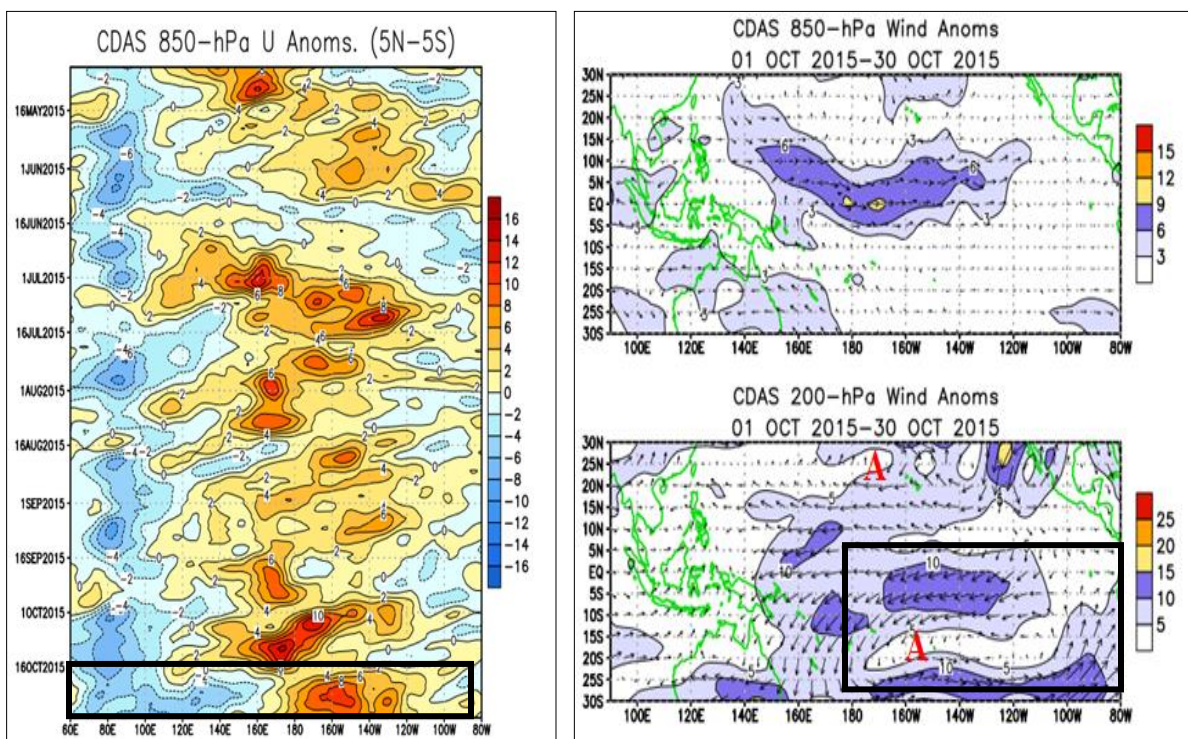 CDAS 850-hPa U Anoms. (5N-5S)
16MAY2015
1JUN2015
16JUN2015
1JUL2015
16JUL2015
1AUG2015
16AUG2015
1SEP2015
16SEP2015
1OCT2015
16OCT2015
60E 80E 100E 120E 140E 160E 180 160W 140W 120W 100W 80W
16
14
12
10
8
6
4
2
0
-2
-4
-6
-8
-10
-12
-14
-16
CDAS 850-hPa Wind Anoms
01 OCT 2015-30 OCT 2015
30N
25N
20N
15N
10N
5N
EQ
5S
10S
15S
20S
25S
30S
100E 120E 140E 160E 180 160W 140W 120W 100W 80W
15
12
9
6
3
CDAS 200-hPa Wind Anoms
01 OCT 2015-30 OCT 2015
30N
25N
20N
15N
10N
5N
EQ
5S
10S
15S
20S
25S
30S
A
A
100E 120E 140E 160E 180 160W 140W 120W 100W 80W
25
20
15
10
5